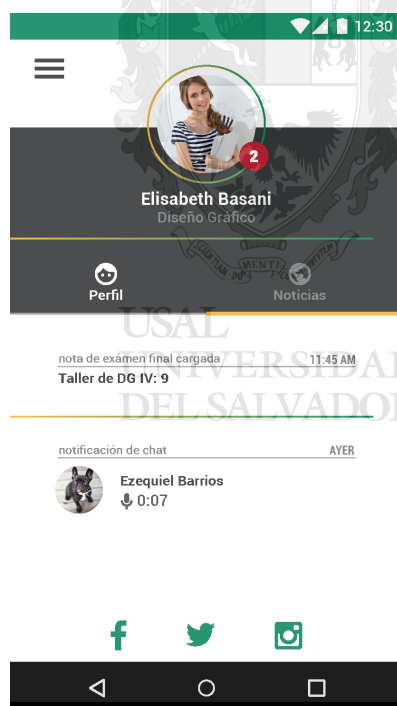 12:30
2
Elisabeth Basani
Diseño Gráfico
Perfil
Noticias
USAL
UNIVERSIDAD
DEL SALVADOR
nota de exámen final cargada
11:45 AM
Taller de DG IV: 9
notificación de chat
AYER
Ezequiel Barrios
0:07